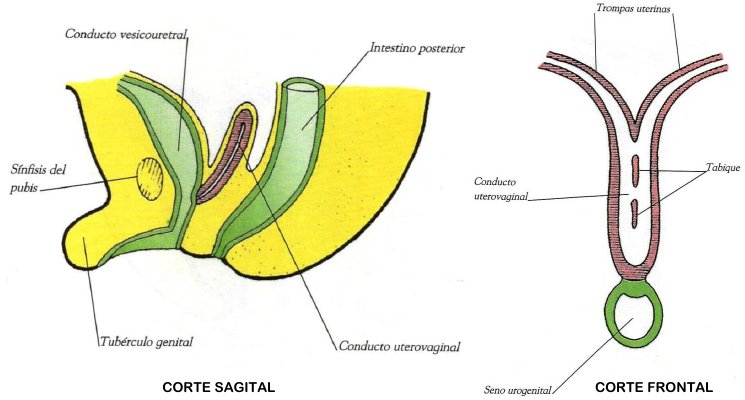 Conducto vesicouretral
Intestino posterior
Sínfisis del
pubis
Tubérculo genital
Conducto uterovaginal
CORTE SAGITAL
Trompas uterinas
Tabique
Conducto
uterovaginal
Seno urogenital
CORTE FRONTAL